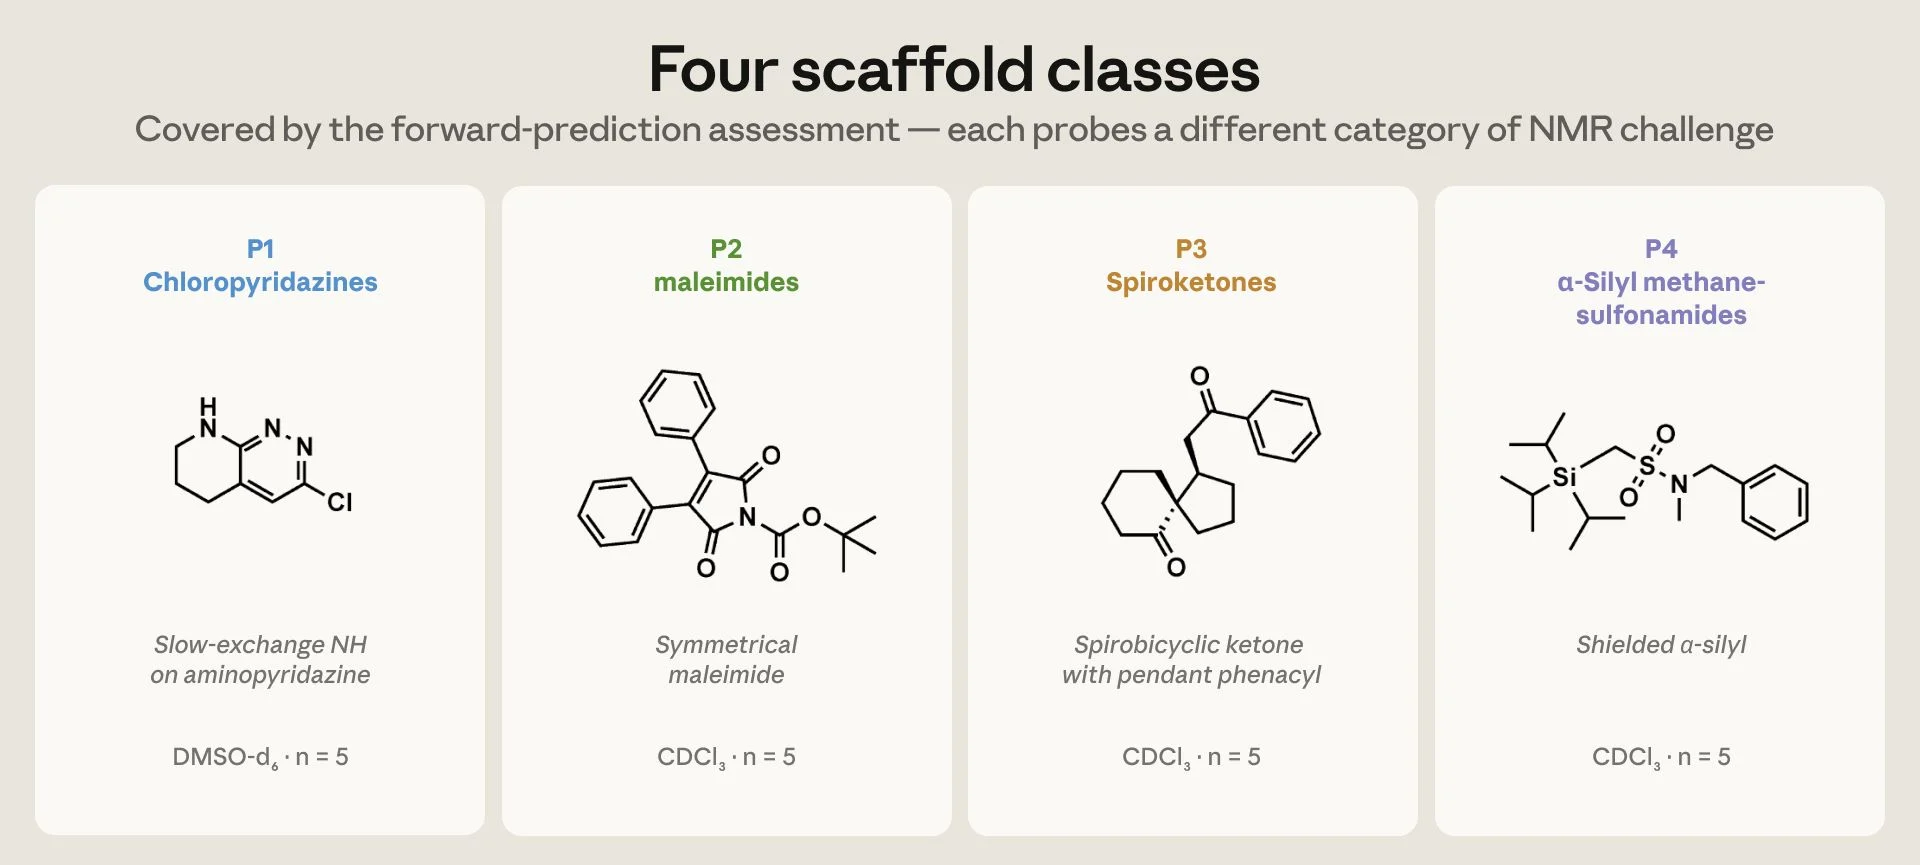 Four scaffold classes
Covered by the forward-prediction assessment — each probes a different category of NMR challenge
P1
Chloropyridazines
H
N
N
N
Cl
Slow-exchange NH
on aminopyridazine
DMSO-d₆ · n = 5
P2
maleimides
O
N
O
O
O
Symmetrical
maleimide
CDCl₃ · n = 5
P3
Spiroketones
O
O
Spirobicyclic ketone
with pendant phenacyl
CDCl₃ · n = 5
P4
α-Silyl methane-
sulfonamides
O
Si
S
N
O
Shielded α-silyl
CDCl₃ · n = 5